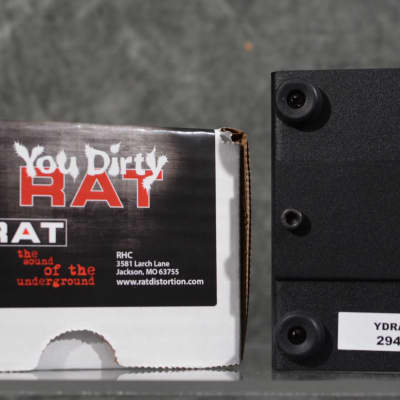 You Dirty
RAT
RAT
the
sound
of the
underground
RHC
3581 Larch Lane
Jackson, MO 63755
www.ratdistortion.com
YDRA
294